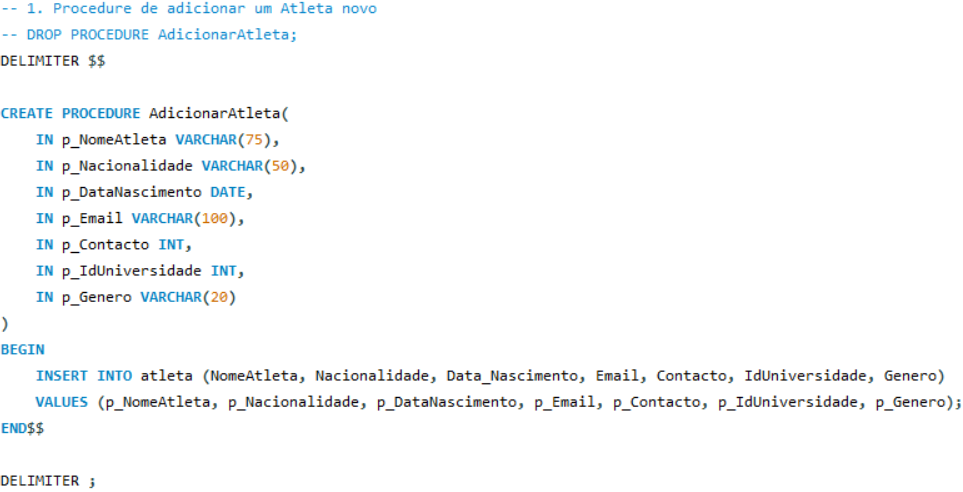 -- 1. Procedure de adicionar um Atleta novo
-- DROP PROCEDURE AdicionarAtleta;
DELIMITER $$
CREATE PROCEDURE AdicionarAtleta(
    IN p_NomeAtleta VARCHAR(75),
    IN p_Nacionalidade VARCHAR(50),
    IN p_DataNascimento DATE,
    IN p_Email VARCHAR(100),
    IN p_Contacto INT,
    IN p_IdUniversidade INT,
    IN p_Genero VARCHAR(20)
)
BEGIN
    INSERT INTO atleta (NomeAtleta, Nacionalidade, Data_Nascimento, Email, Contacto, IdUniversidade, Genero)
    VALUES (p_NomeAtleta, p_Nacionalidade, p_DataNascimento, p_Email, p_Contacto, p_IdUniversidade, p_Genero);
END$$
DELIMITER ;